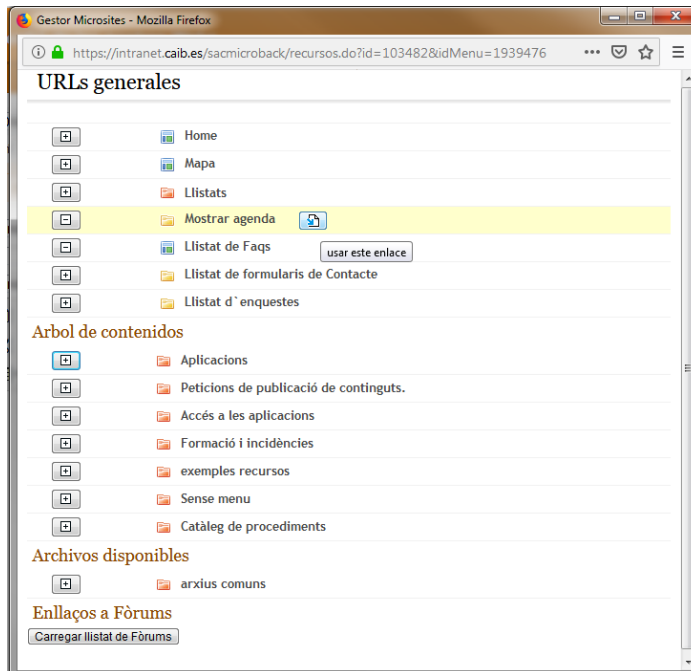 Gestor Microsites - Mozilla Firefox
https://intranet.caib.es/sacmicroback/recursos.do?id=103482&idMenu=1939476
URLs generales
Home
Mapa
Llistats
Mostrar agenda
Llistat de Faqs
usar este enlace
Llistat de formularis de Contacte
Llistat d`enquestes
Arbol de contenidos
Aplicacions
Peticions de publicació de continguts.
Accés a les aplicacions
Formació i incidències
exemples recursos
Sense menu
Catàleg de procediments
Archivos disponibles
arxius comuns
Enllaços a Fòrums
Carregar llistat de Fòrums